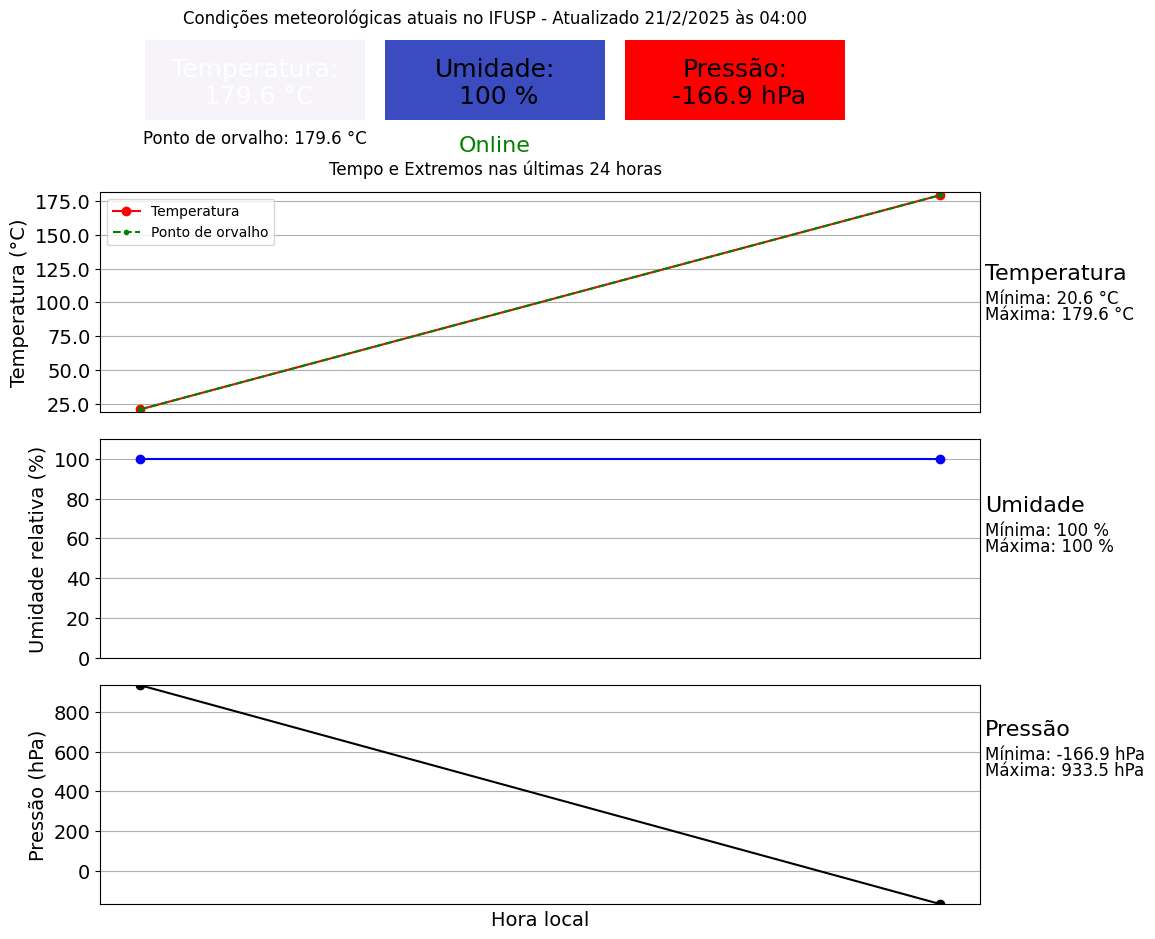 Condições meteorológicas atuais no IFUSP - Atualizado 21/2/2025 às 04:00
Temperatura:
179.6 °C
Umidade:
100 %
Pressão:
-166.9 hPa
Ponto de orvalho: 179.6 °C
Online
Tempo e Extremos nas últimas 24 horas
Temperatura (°C)
175.0
150.0
125.0
100.0
75.0
50.0
25.0
Temperatura
Ponto de orvalho
Temperatura
Mínima: 20.6 °C
Máxima: 179.6 °C
Umidade relativa (%)
100
80
60
40
20
0
Umidade
Mínima: 100 %
Máxima: 100 %
Pressão (hPa)
800
600
400
200
0
Pressão
Mínima: -166.9 hPa
Máxima: 933.5 hPa
Hora local